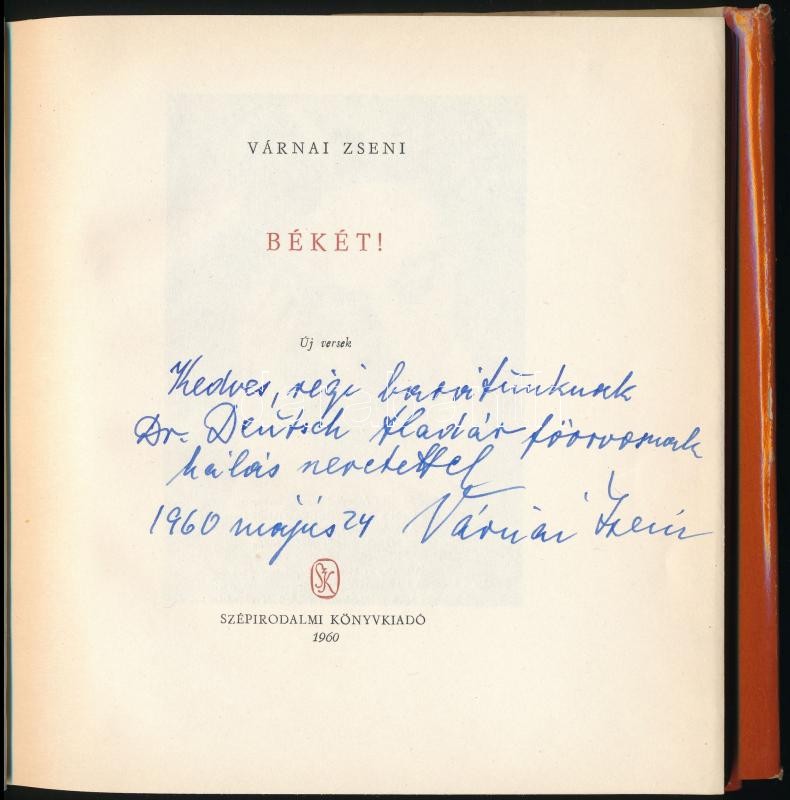 VÁRNAI ZSENI
BÉKÉT!
Új versek
Kedves, régi barátunknak
Dr. Deutsch Aladár főorvosnak
hálás szeretettel
1960 május 24 Várnai Zseni
SZK
SZÉPIRODALMI KÖNYVKIADÓ
1960